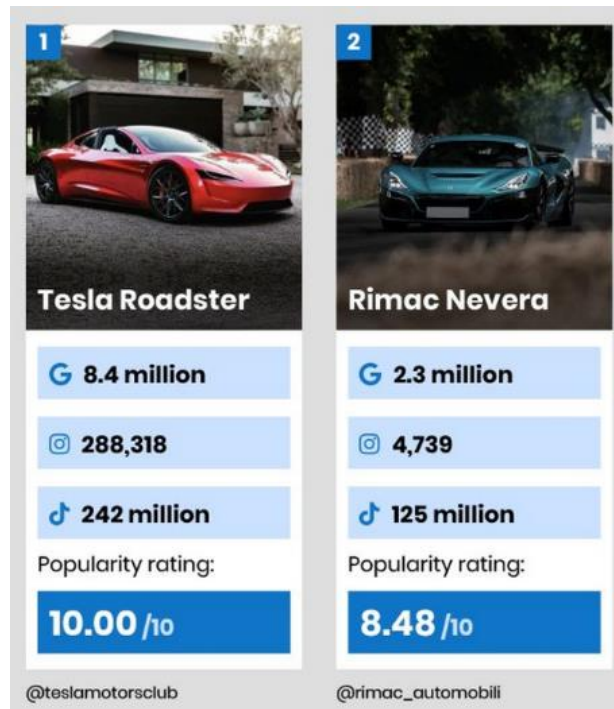 1
Tesla Roadster
8.4 million
288,318
242 million
Popularity rating:
10.00 /10
@teslamotorsclub
2
Rimac Nevera
2.3 million
4,739
125 million
Popularity rating:
8.48 /10
@rimac_automobili